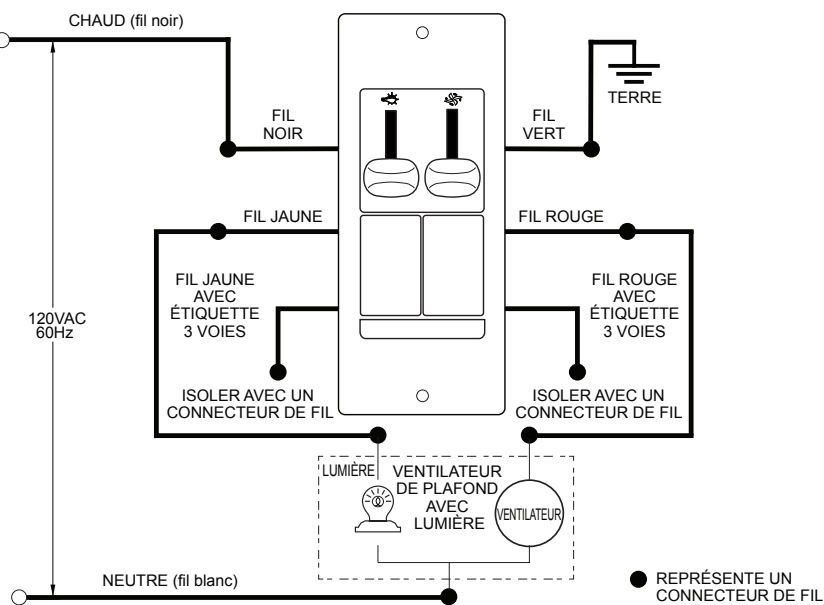 CHAUD (fil noir)
TERRE
FIL
NOIR
FIL
VERT
FIL JAUNE
FIL ROUGE
FIL JAUNE
AVEC
ÉTIQUETTE
3 VOIES
FIL ROUGE
AVEC
ÉTIQUETTE
3 VOIES
120VAC
60Hz
ISOLER AVEC UN
CONNECTEUR DE FIL
ISOLER AVEC UN
CONNECTEUR DE FIL
LUMIÈRE
VENTILATEUR
DE PLAFOND
AVEC
LUMIÈRE
VENTILATEUR
NEUTRE (fil blanc)
REPRÉSENTE UN
CONNECTEUR DE FIL